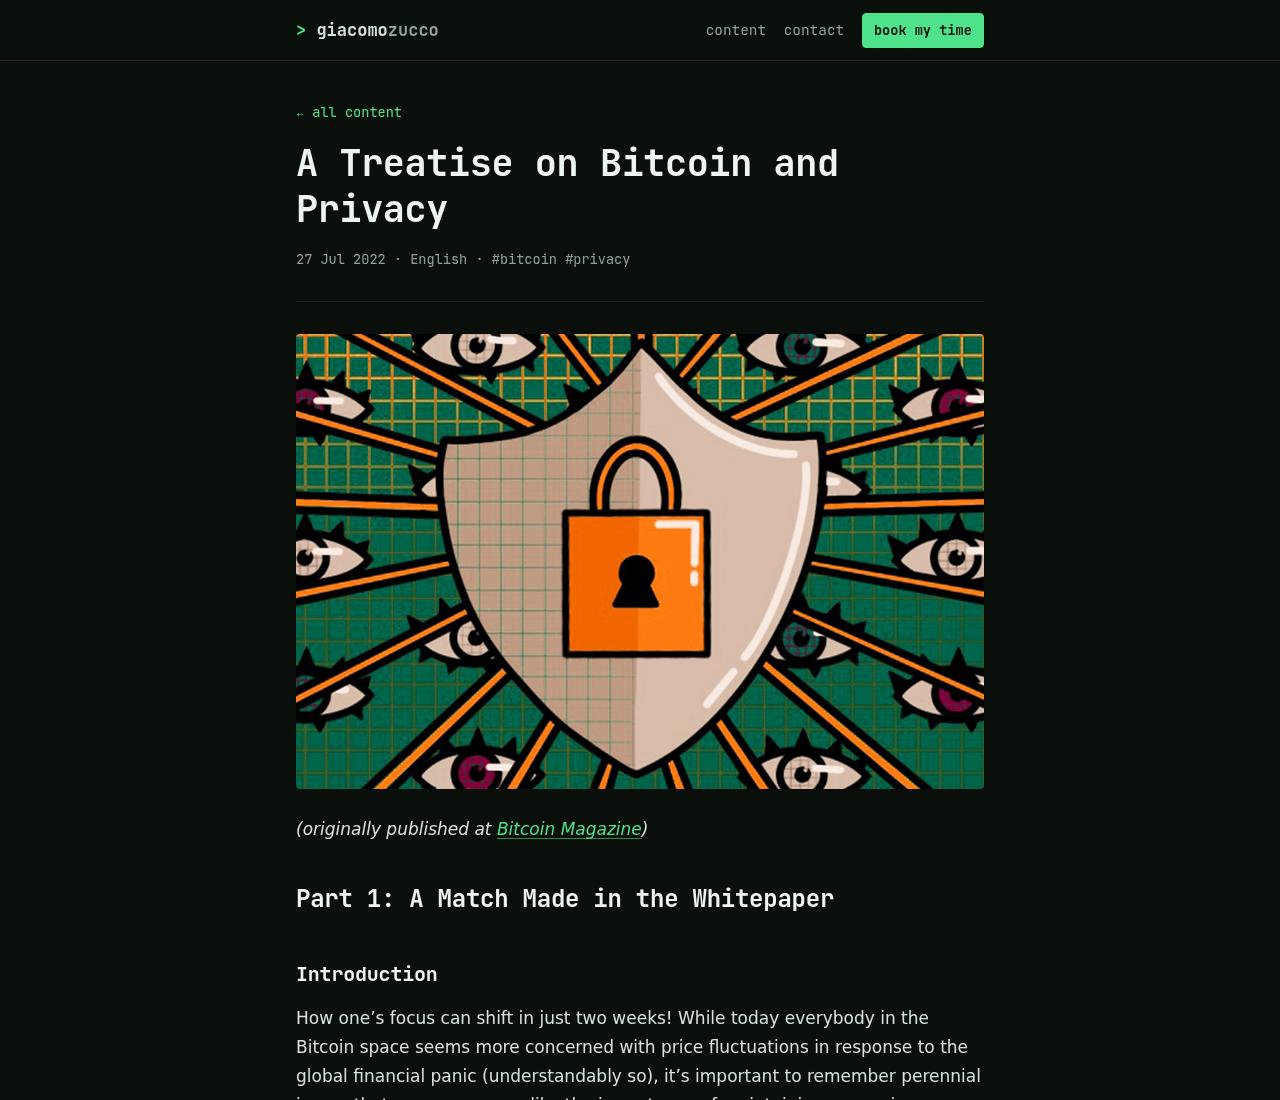 > giacomozucco
content contact book my time
← all content
A Treatise on Bitcoin and
Privacy
27 Jul 2022 · English · #bitcoin #privacy
(originally published at Bitcoin Magazine)
Part 1: A Match Made in the Whitepaper
Introduction
How one’s focus can shift in just two weeks! While today everybody in the
Bitcoin space seems more concerned with price fluctuations in response to the
global financial panic (understandably so), it’s important to remember perennial